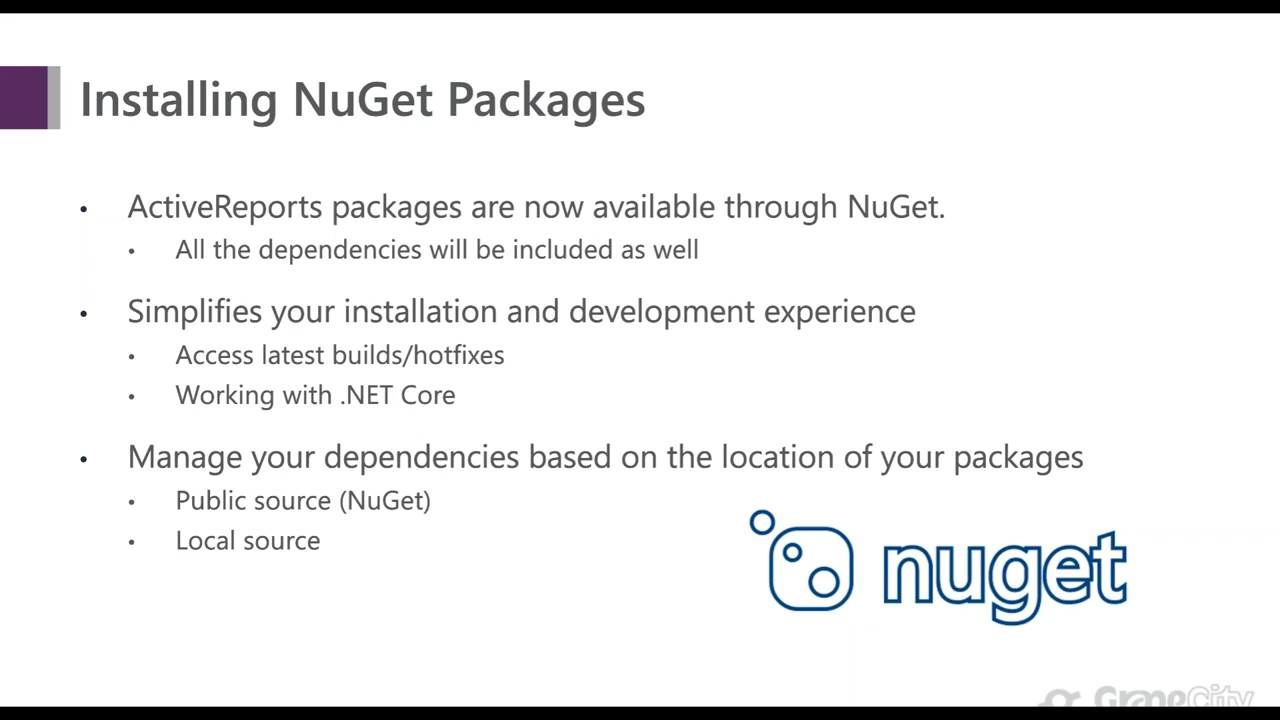 Installing NuGet Packages
• ActiveReports packages are now available through NuGet.
• All the dependencies will be included as well
• Simplifies your installation and development experience
• Access latest builds/hotfixes
• Working with .NET Core
• Manage your dependencies based on the location of your packages
• Public source (NuGet)
• Local source
nuget
GrapeCity